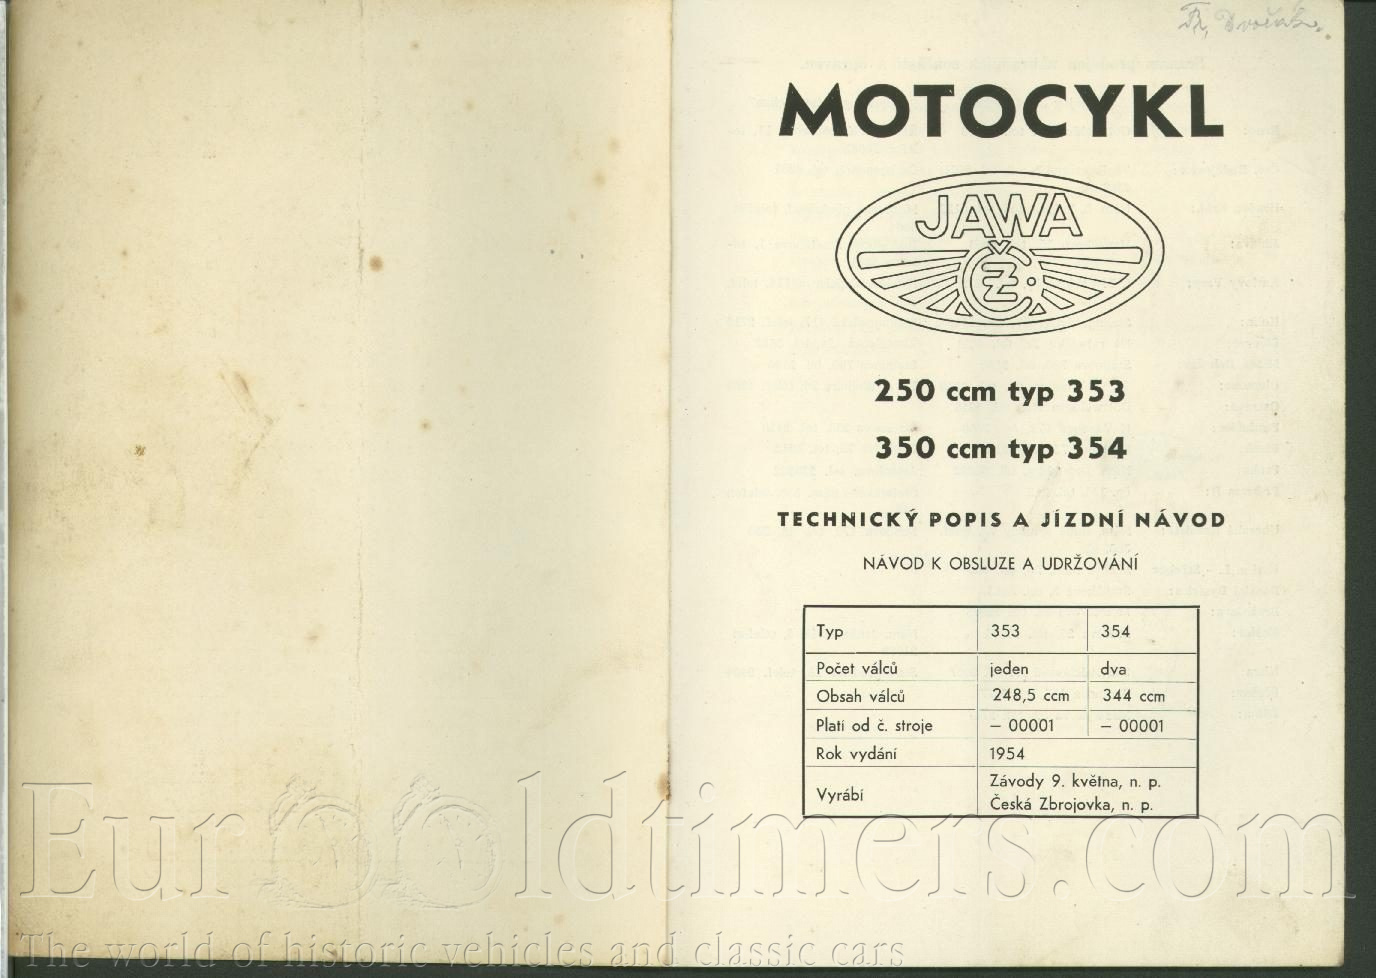 Dvořák.
MOTOCYKL
JAWA
ČZ
250 ccm typ 353
350 ccm typ 354
TECHNICKÝ POPIS A JÍZDNÍ NÁVOD
NÁVOD K OBSLUZE A UDRŽOVÁNÍ
Typ 353 354
Počet válců jeden dva
Obsah válců 248,5 ccm 344 ccm
Platí od č. stroje – 00001 – 00001
Rok vydání 1954
Vyrábí Závody 9. května, n. p.
Česká Zbrojovka, n. p.
EurOOldtimers.com
The world of historic vehicles and classic cars